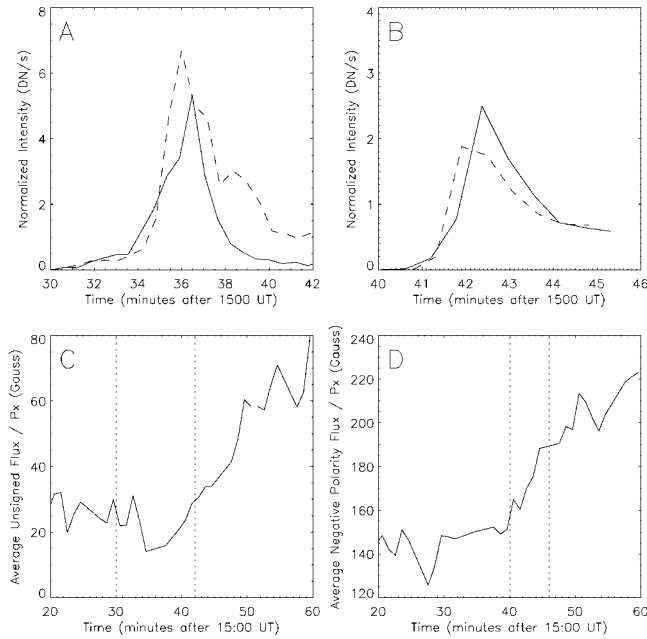 A
Normalized Intensity (DN/s)
8
6
4
2
0
30 32 34 36 38 40 42
Time (minutes after 1500 UT)
B
Normalized Intensity (DN/s)
4
3
2
1
0
40 41 42 43 44 45 46
Time (minutes after 1500 UT)
C
Average Unsigned Flux / Px (Gauss)
80
60
40
20
0
20 30 40 50 60
Time (minutes after 15:00 UT)
D
Average Negative Polarity Flux / Px (Gauss)
240
220
200
180
160
140
120
20 30 40 50 60
Time (minutes after 15:00 UT)